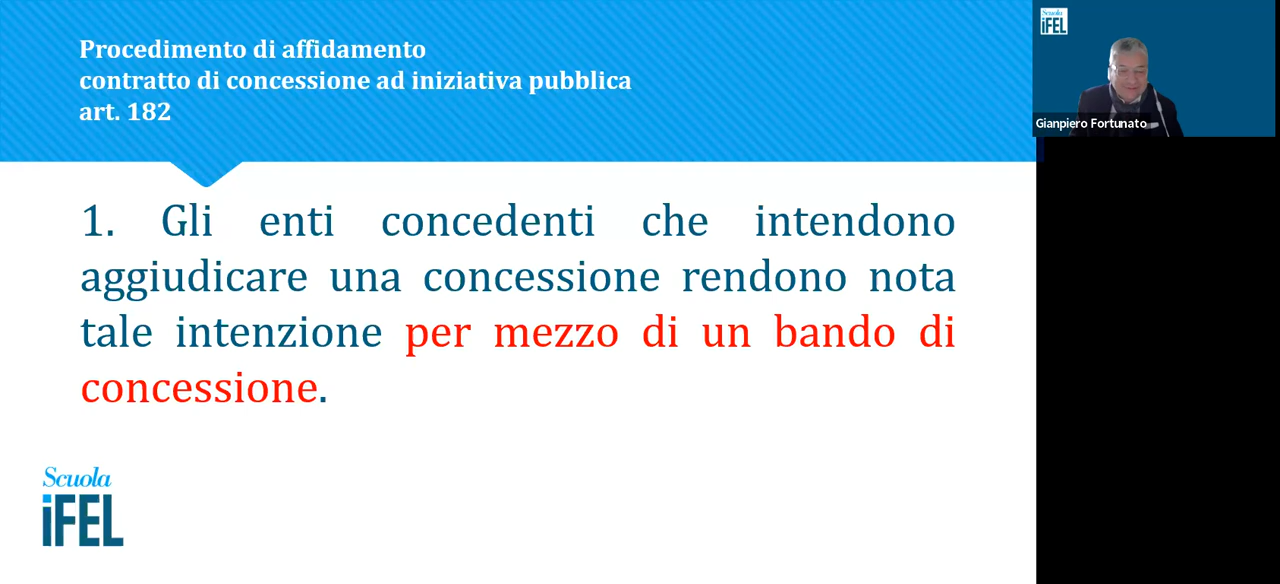 Procedimento di affidamento
contratto di concessione ad iniziativa pubblica
art. 182
1. Gli enti concedenti che intendono
aggiudicare una concessione rendono nota
tale intenzione per mezzo di un bando di
concessione.
Scuola
iFEL
Scuola
iFEL
Gianpiero Fortunato